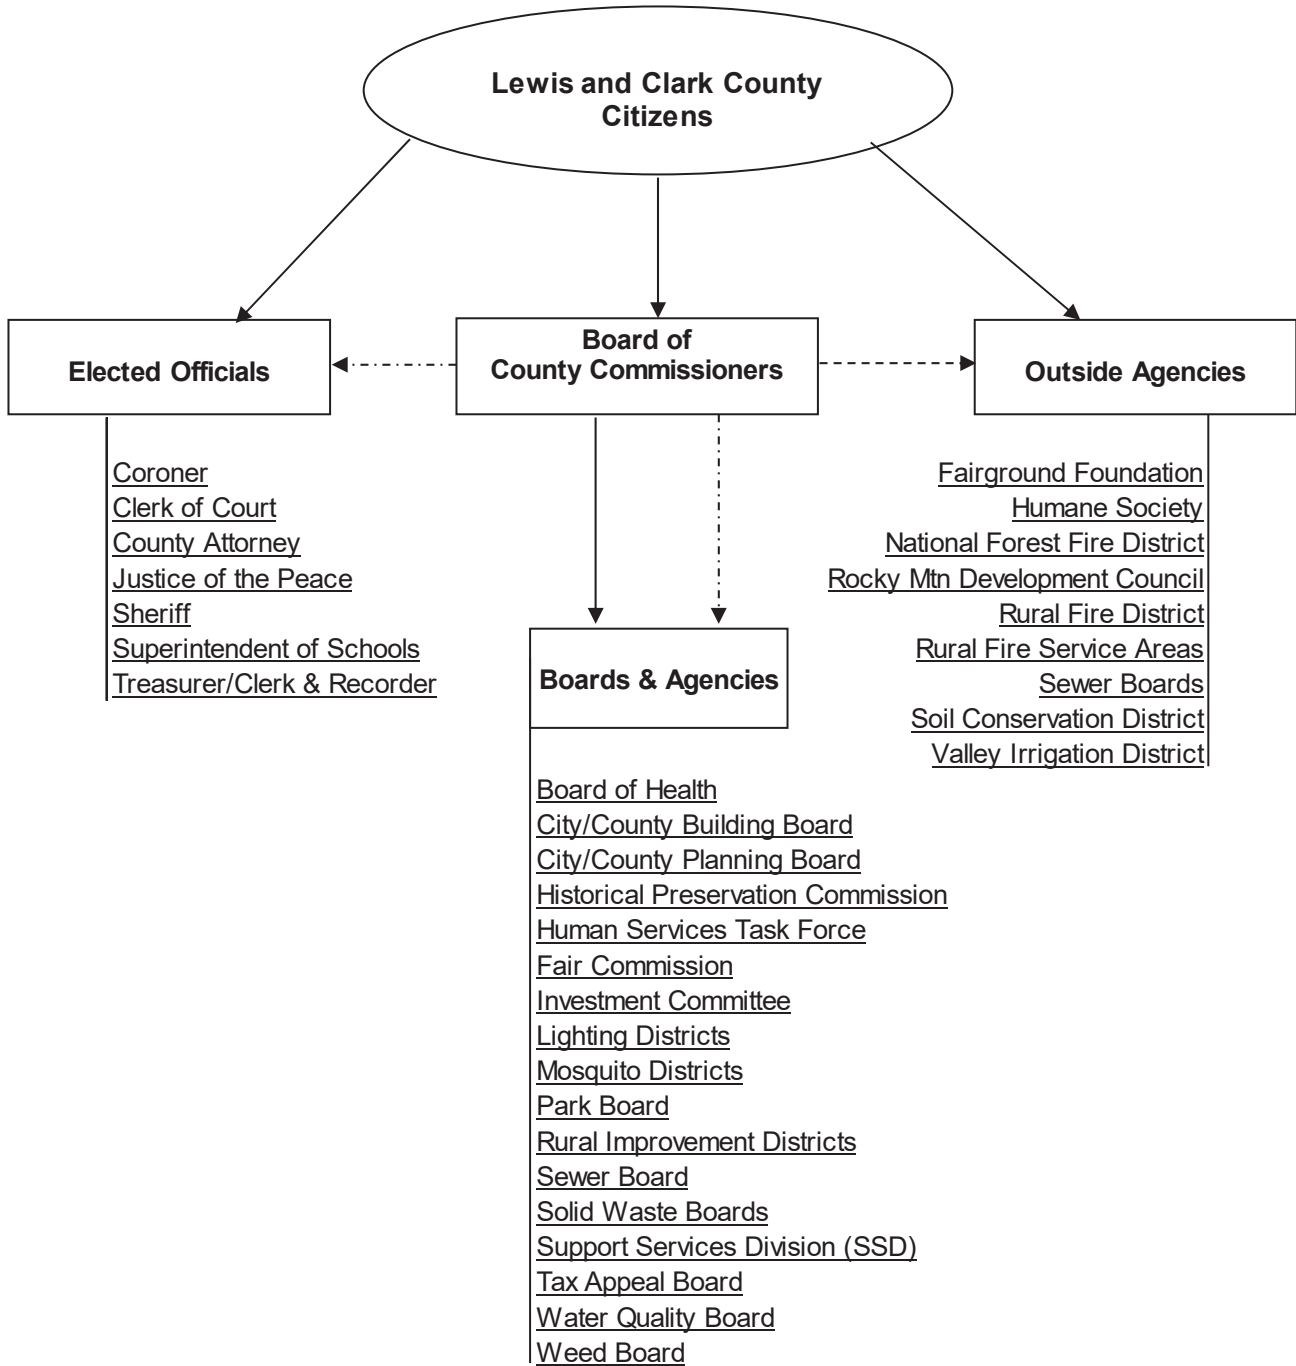 Lewis and Clark County
Citizens
Elected Officials
Board of
County Commissioners
Outside Agencies
Coroner
Clerk of Court
County Attorney
Justice of the Peace
Sheriff
Superintendent of Schools
Treasurer/Clerk & Recorder
Fairground Foundation
Humane Society
National Forest Fire District
Rocky Mtn Development Council
Rural Fire District
Rural Fire Service Areas
Sewer Boards
Soil Conservation District
Valley Irrigation District
Boards & Agencies
Board of Health
City/County Building Board
City/County Planning Board
Historical Preservation Commission
Human Services Task Force
Fair Commission
Investment Committee
Lighting Districts
Mosquito Districts
Park Board
Rural Improvement Districts
Sewer Board
Solid Waste Boards
Support Services Division (SSD)
Tax Appeal Board
Water Quality Board
Weed Board